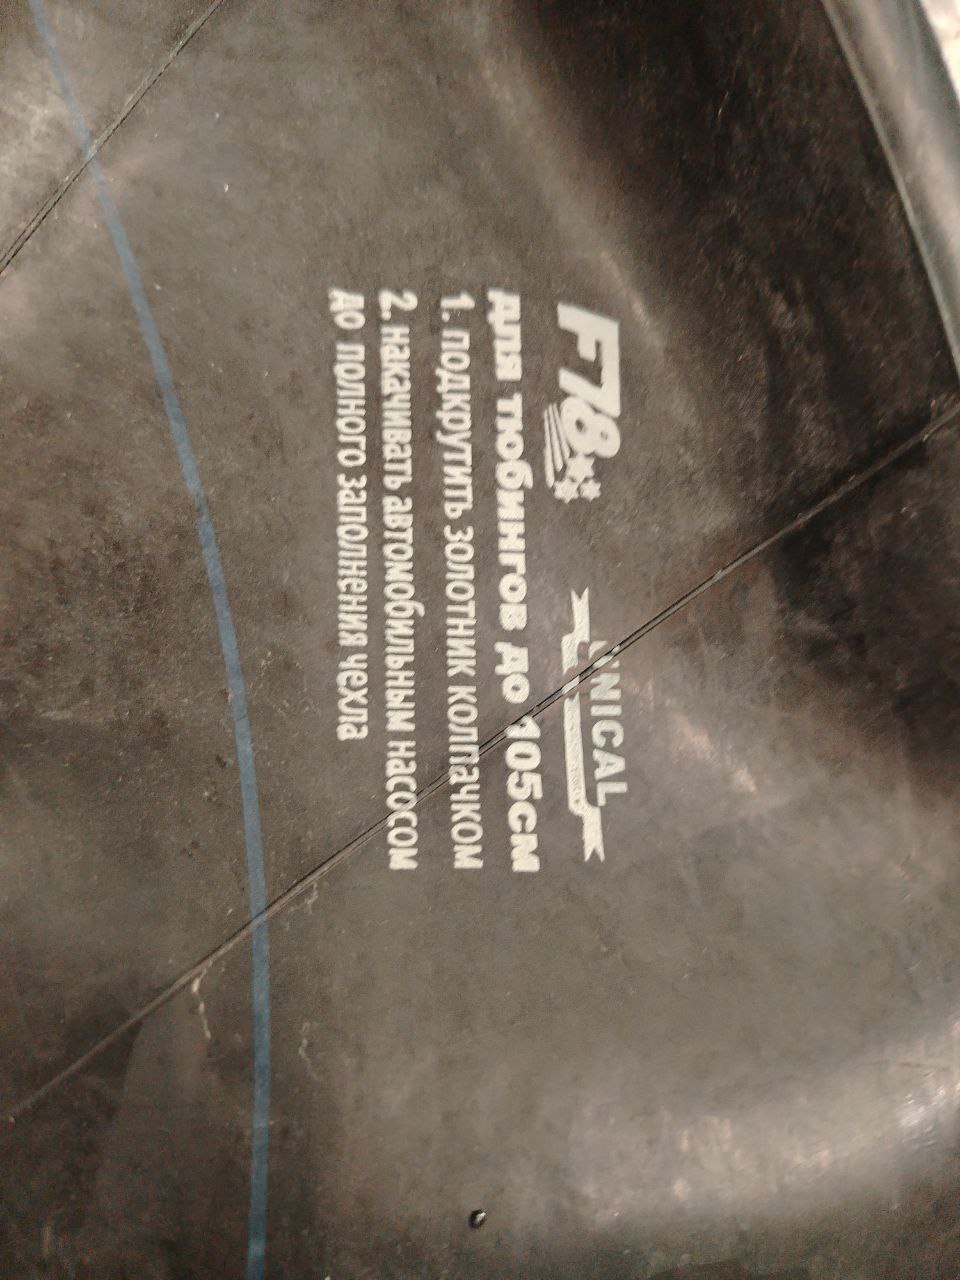 F78
UNICAL
для тюбингов до 105см
1. подкрутить золотник колпачком
2. накачивать автомобильным насосом
до полного заполнения чехла